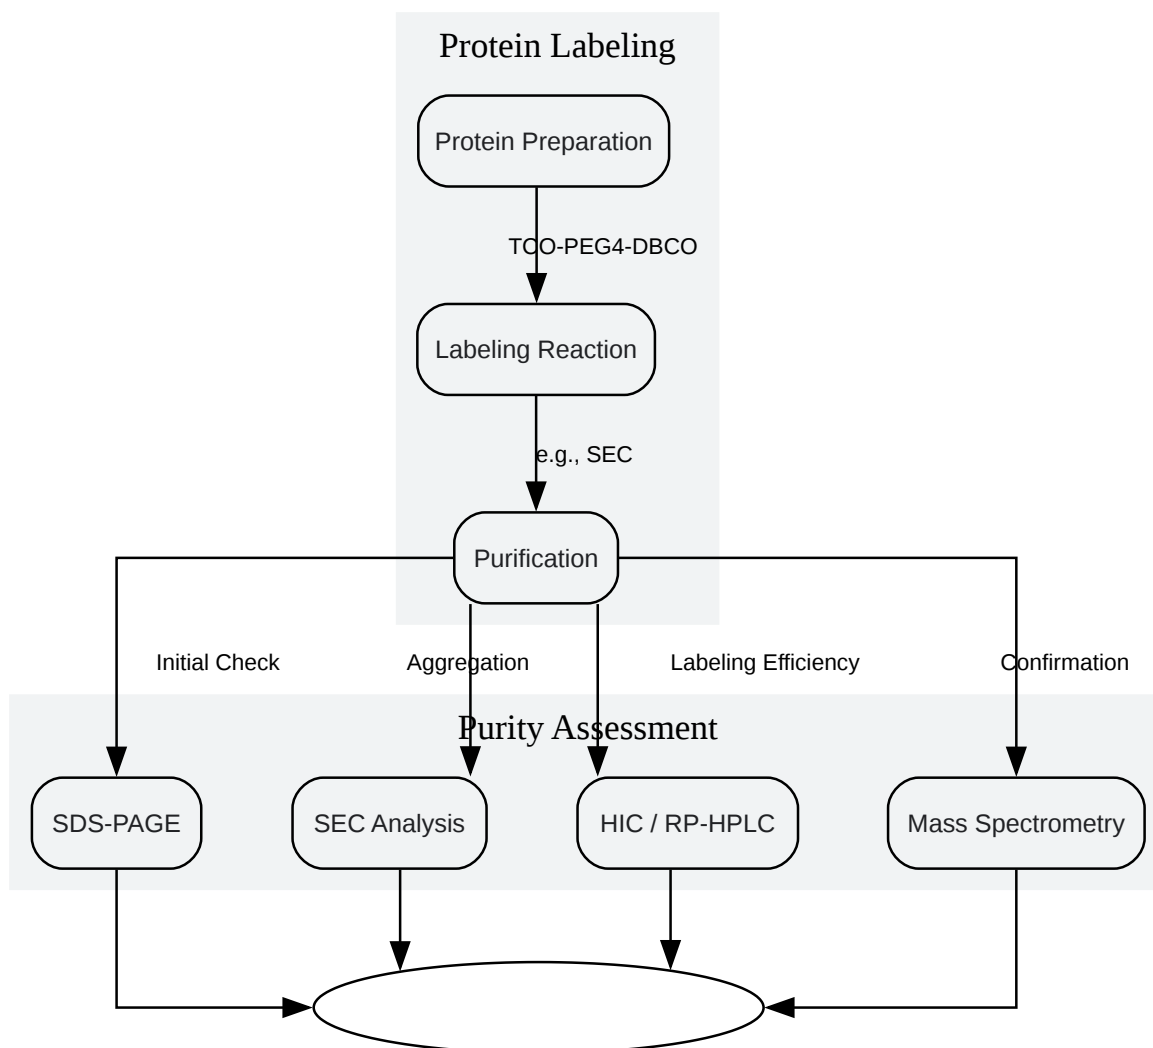 Protein Labeling
Protein Preparation
TCO-PEG4-DBCO
Labeling Reaction
e.g., SEC
Purification
Initial Check
Aggregation
Labeling Efficiency
Confirmation
Purity Assessment
SDS-PAGE
SEC Analysis
HIC / RP-HPLC
Mass Spectrometry